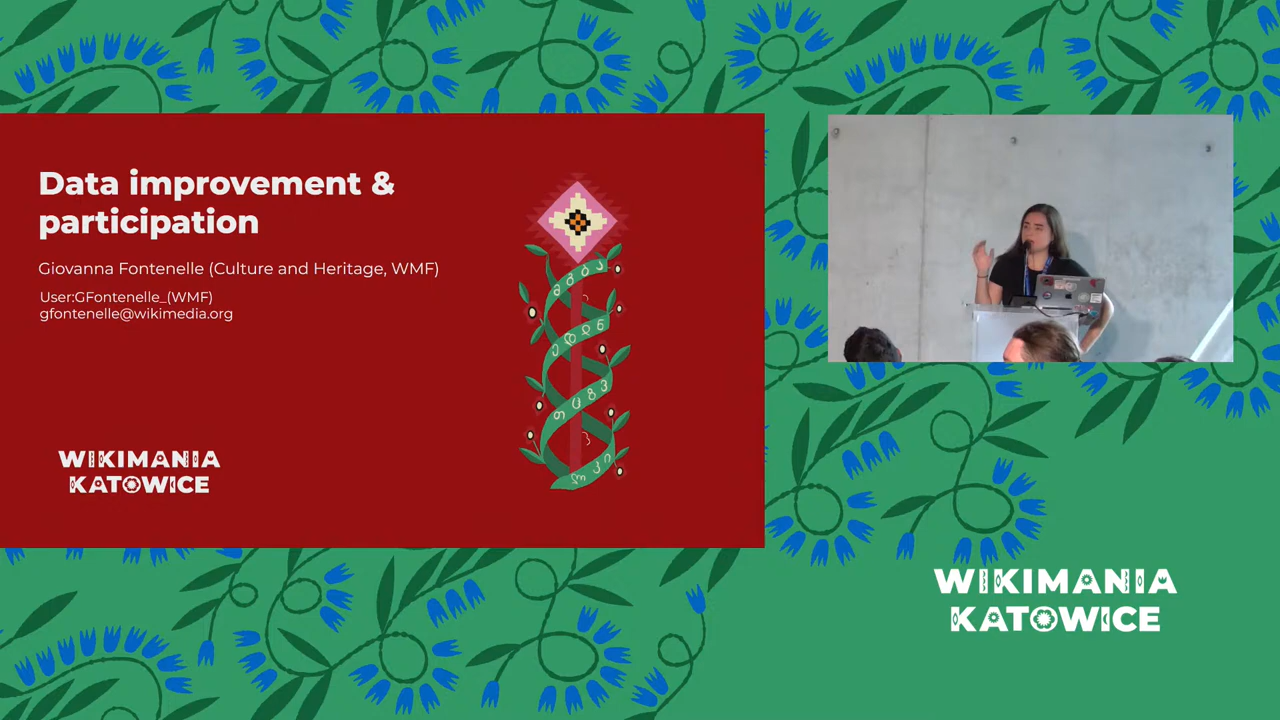 Data improvement &
participation
Giovanna Fontenelle (Culture and Heritage, WMF)
User:GFontenelle_(WMF)
gfontenelle@wikimedia.org
WIKIMANIA
KATOWICE
WIKIMANIA
KATOWICE